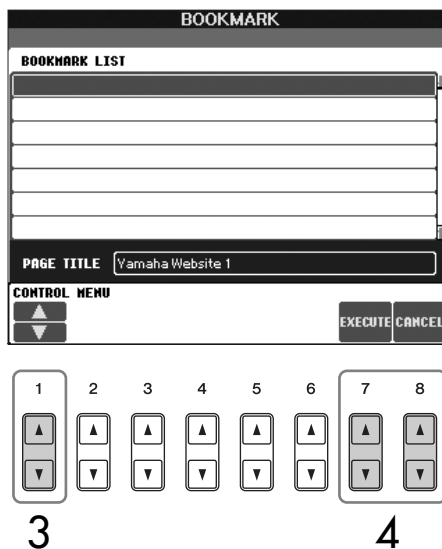 BOOKMARK
BOOKMARK LIST
PAGE TITLE Yamaha Website 1
CONTROL MENU
EXECUTE CANCEL
1 2 3 4 5 6 7 8
3 4